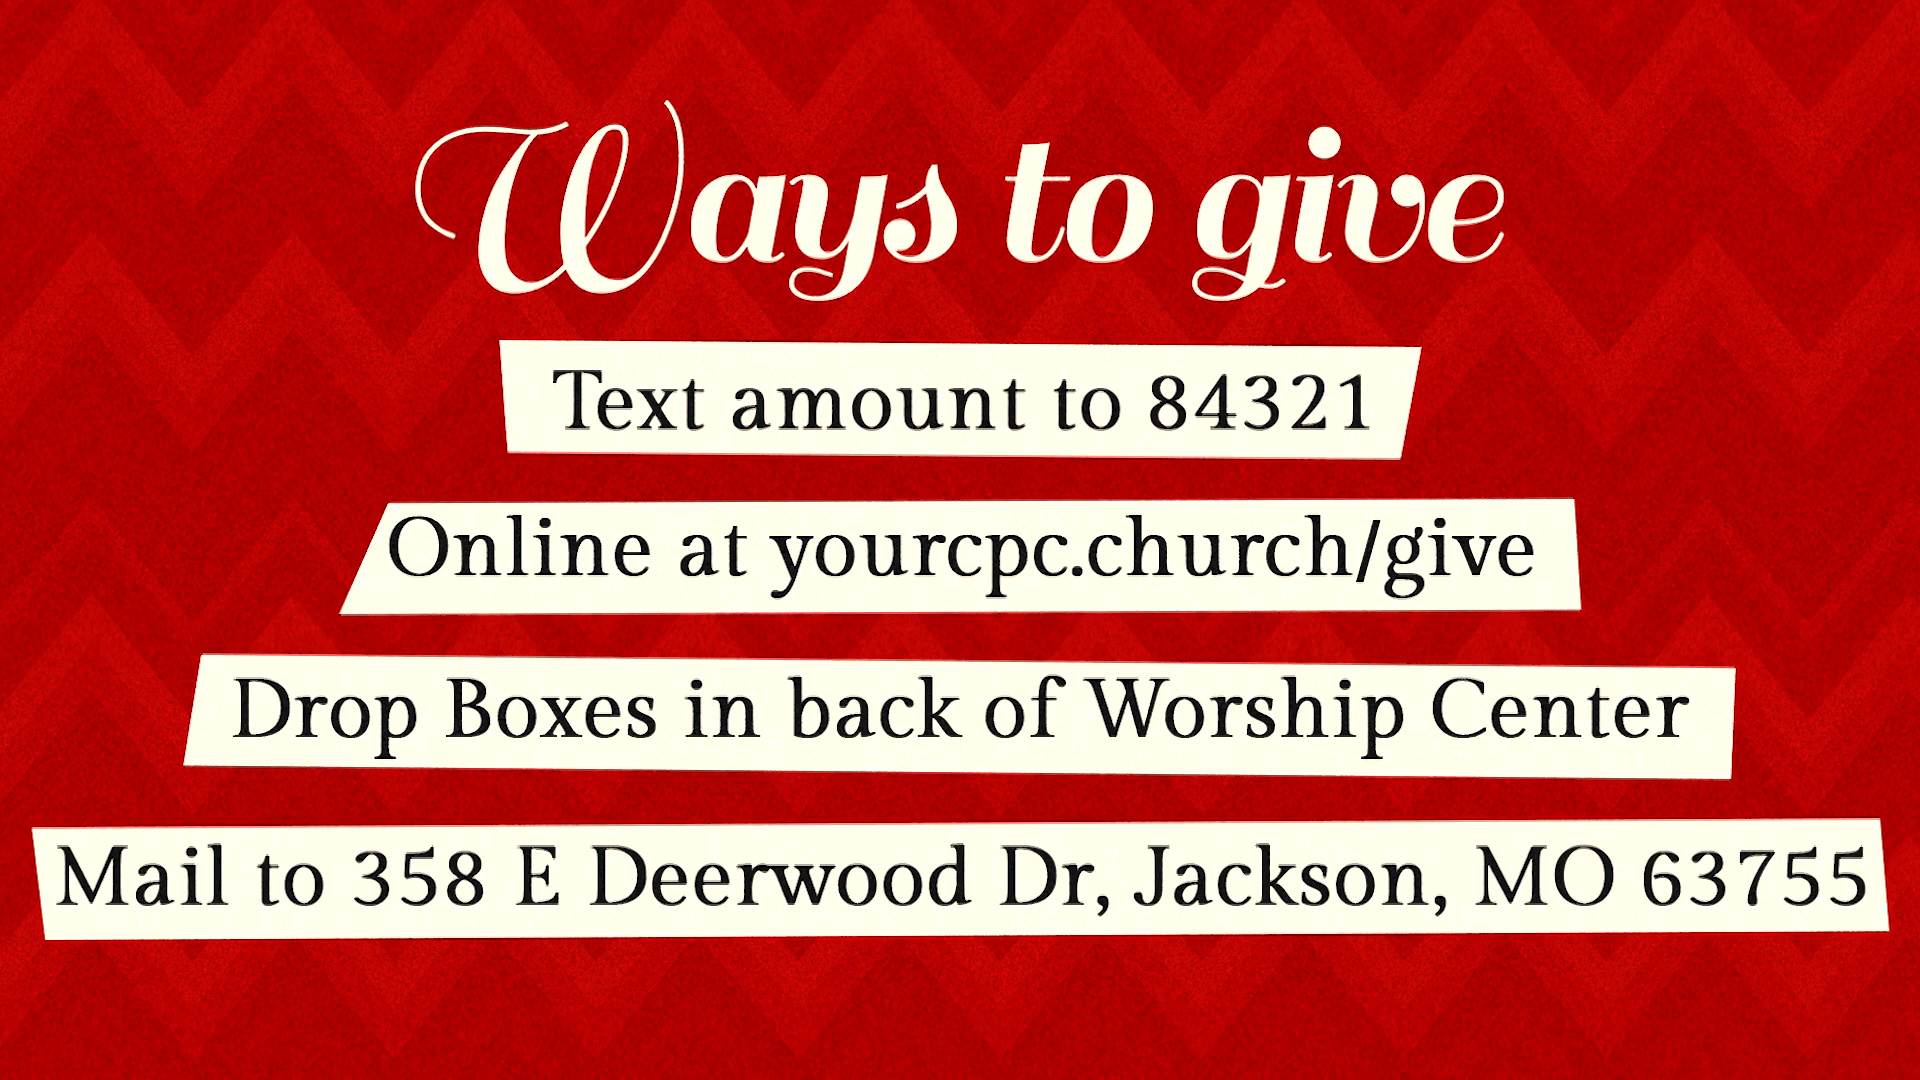 Ways to give
Text amount to 84321
Online at yourcpc.church/give
Drop Boxes in back of Worship Center
Mail to 358 E Deerwood Dr, Jackson, MO 63755